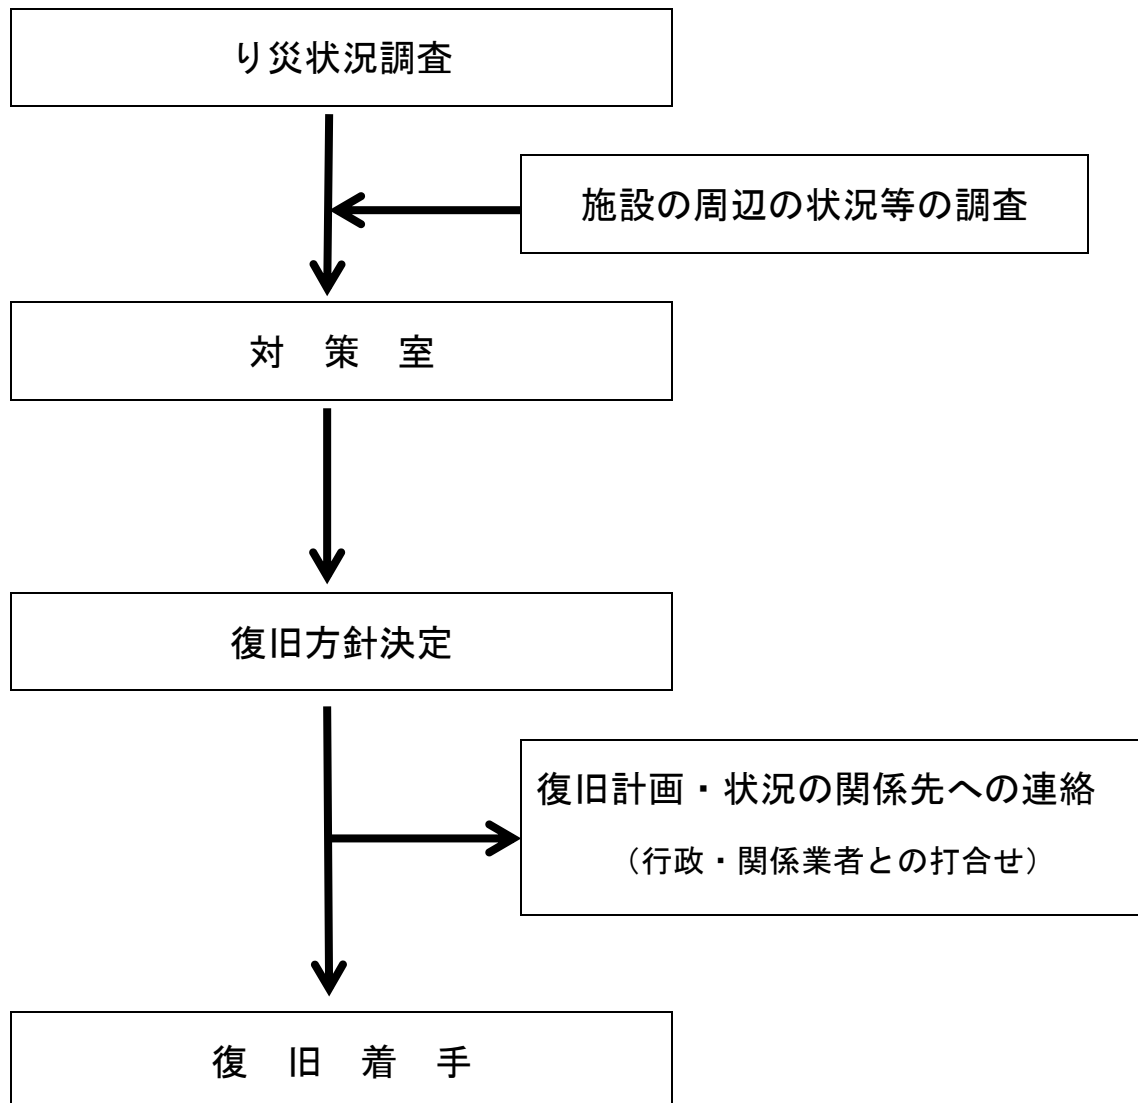 り災状況調査
施設の周辺の状況等の調査
対　策　室
復旧方針決定
復旧計画・状況の関係先への連絡
（行政・関係業者との打合せ）
復　旧　着　手